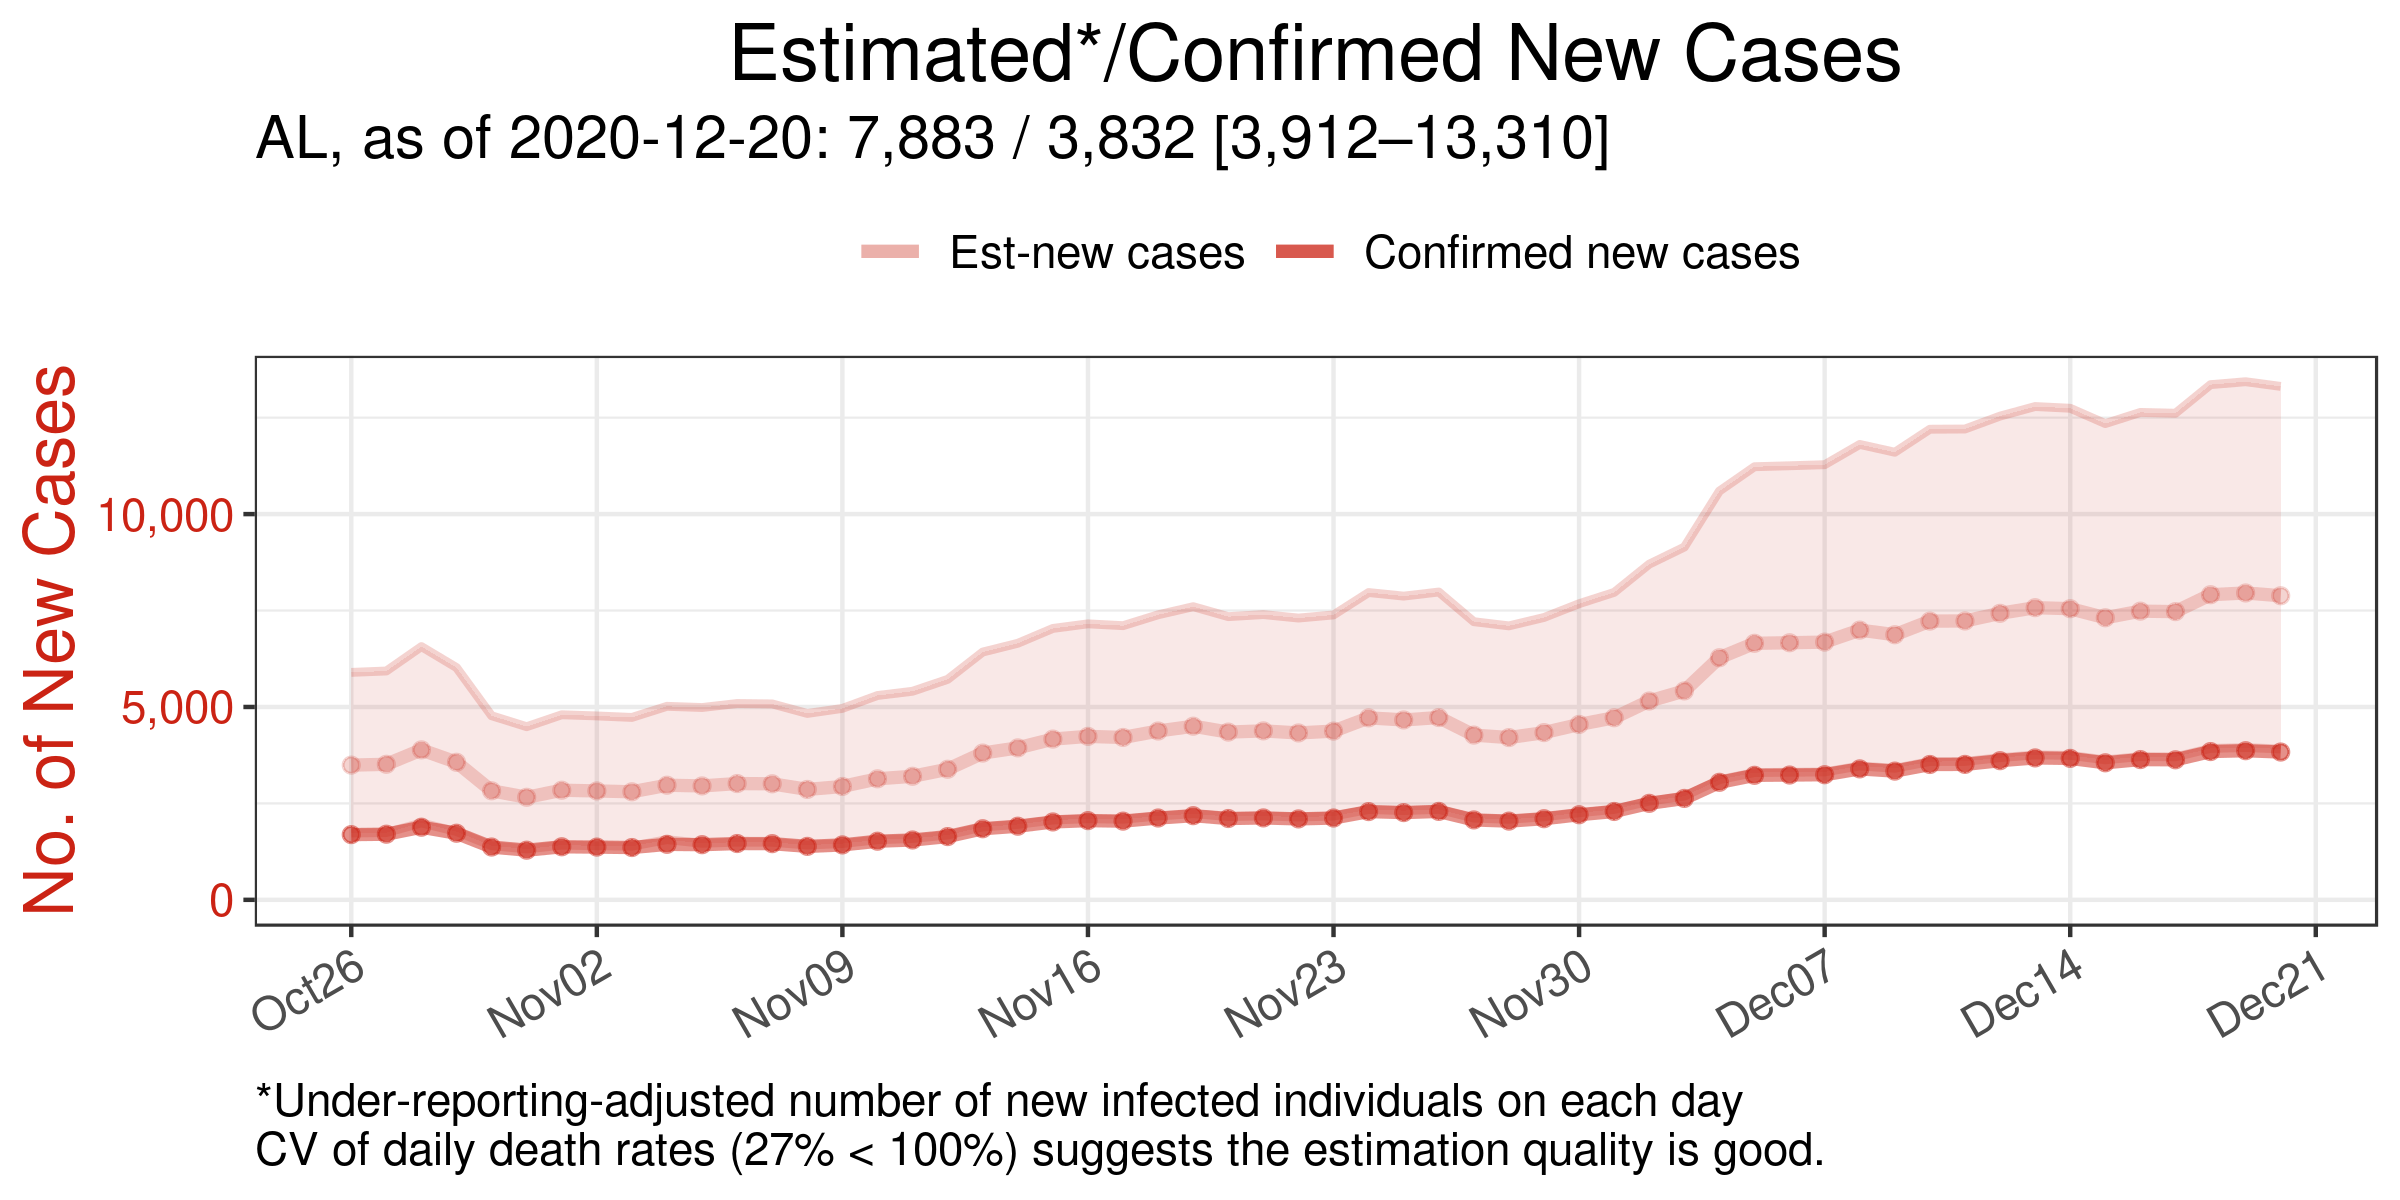 Estimated*/Confirmed New Cases
AL, as of 2020-12-20: 7,883 / 3,832 [3,912–13,310]
Est-new cases
Confirmed new cases
No. of New Cases
10,000
5,000
0
Oct26
Nov02
Nov09
Nov16
Nov23
Nov30
Dec07
Dec14
Dec21
*Under-reporting-adjusted number of new infected individuals on each day
CV of daily death rates (27% < 100%) suggests the estimation quality is good.